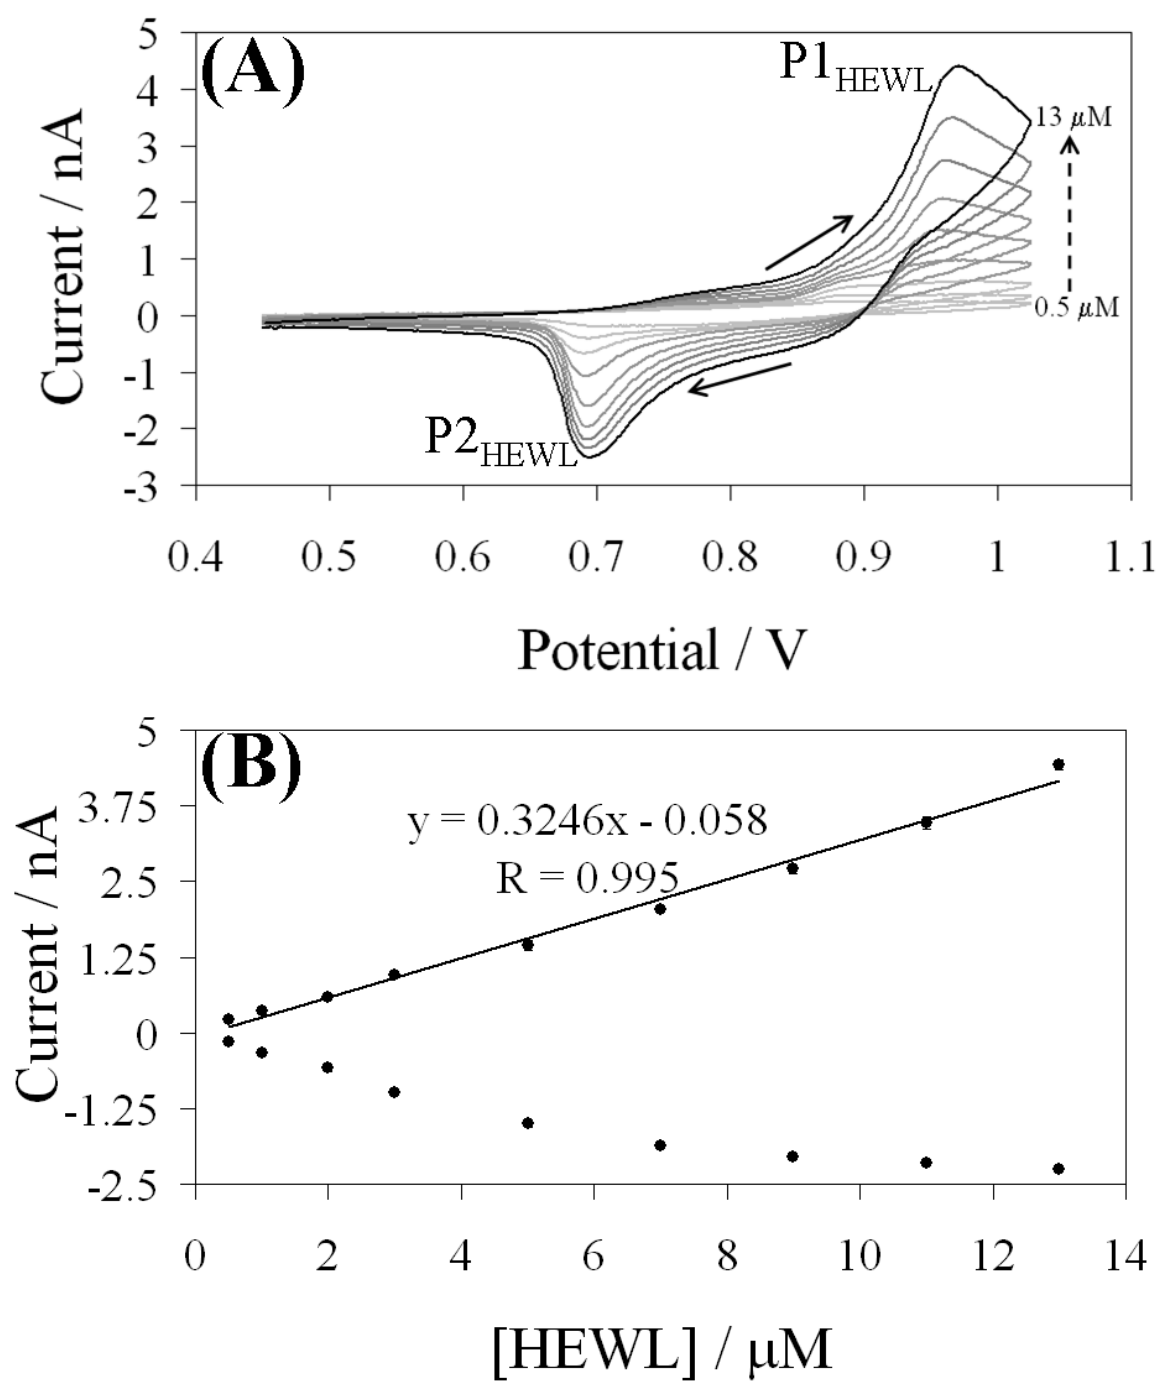 (A)
P1HEWL
13 μM
0.5 μM
P2HEWL
Current / nA
5
4
3
2
1
0
-1
-2
-3
0.4 0.5 0.6 0.7 0.8 0.9 1 1.1
Potential / V
(B)
y = 0.3246x - 0.058
R = 0.995
Current / nA
5
3.75
2.5
1.25
0
-1.25
-2.5
0 2 4 6 8 10 12 14
[HEWL] / μM